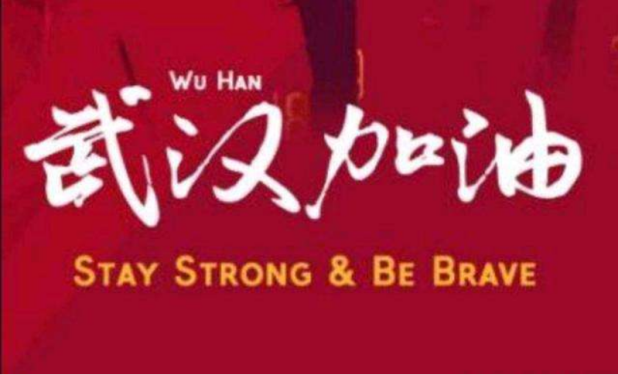 Wu Han
武汉加油
Stay Strong & Be Brave